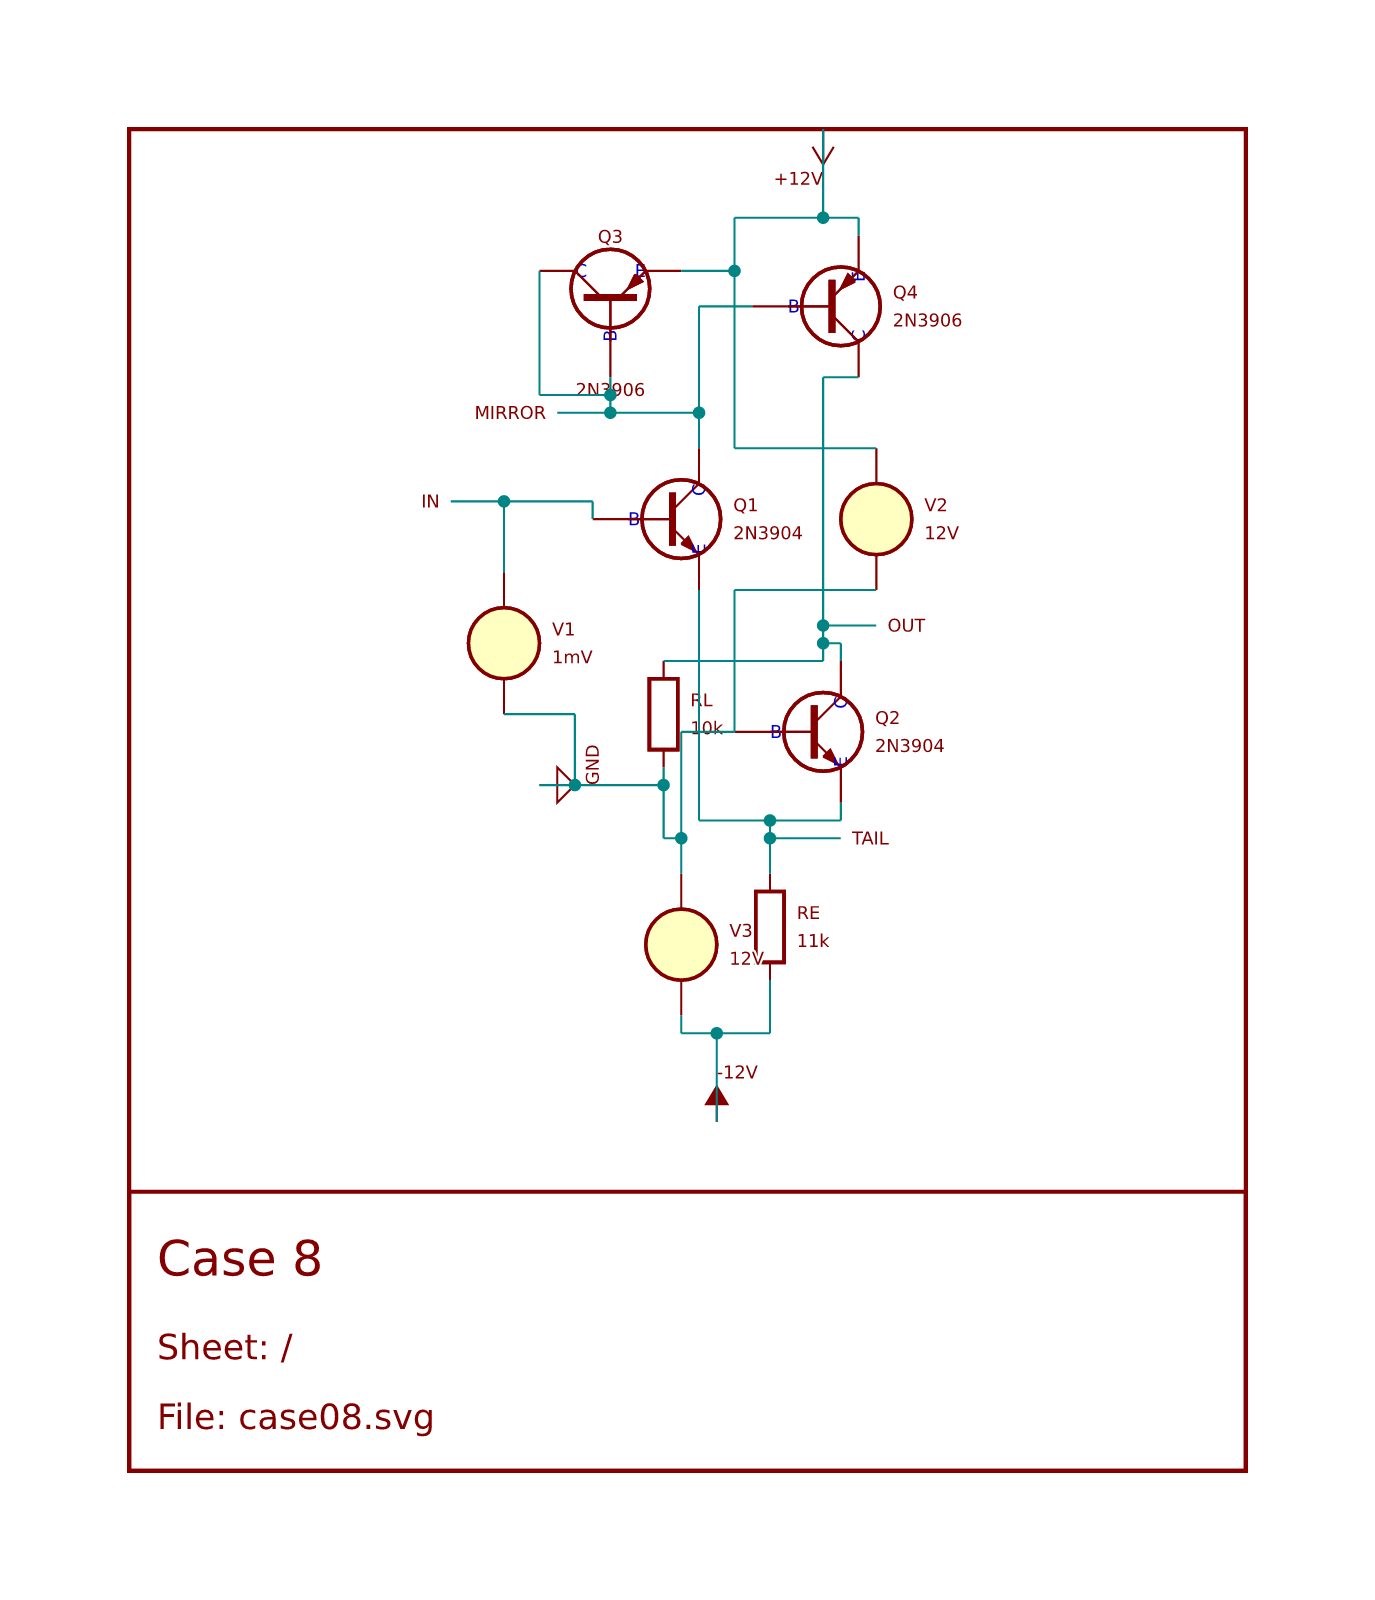 +12V
Q3
C
E
B
2N3906
E
B
C
Q4
2N3906
MIRROR
IN
C
B
E
Q1
2N3904
V2
12V
V1
1mV
OUT
RL
10k
C
B
E
Q2
2N3904
GND
TAIL
V3
12V
RE
11k
-12V
Case 8
Sheet: /
File: case08.svg